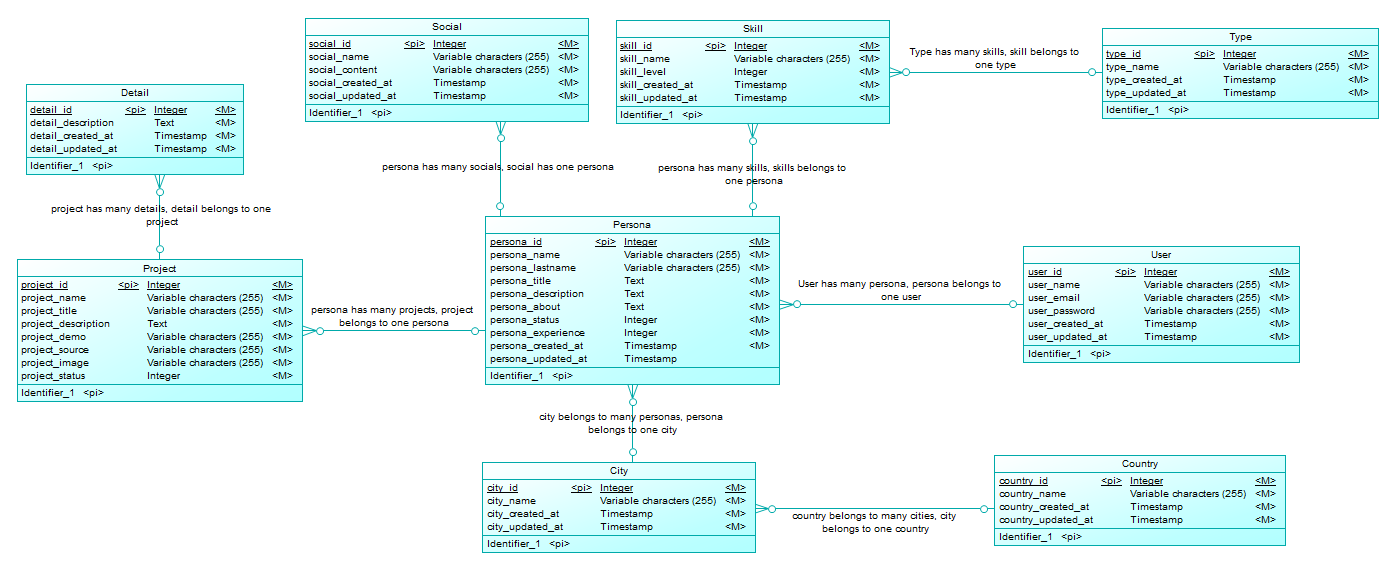 Social
social_id <pi> Integer <M>
social_name Variable characters (255) <M>
social_content Variable characters (255) <M>
social_created_at Timestamp <M>
social_updated_at Timestamp <M>
Identifier_1 <pi>
Skill
skill_id <pi> Integer <M>
skill_name Variable characters (255) <M>
skill_level Integer <M>
skill_created_at Timestamp <M>
skill_updated_at Timestamp <M>
Identifier_1 <pi>
Type has many skills, skill belongs to
one type
Type
type_id <pi> Integer <M>
type_name Variable characters (255) <M>
type_created_at Timestamp <M>
type_updated_at Timestamp <M>
Identifier_1 <pi>
Detail
detail_id <pi> Integer <M>
detail_description Text <M>
detail_created_at Timestamp <M>
detail_updated_at Timestamp <M>
Identifier_1 <pi>
persona has many socials, social has one persona
persona has many skills, skills belongs to
one persona
project has many details, detail belongs to one
project
Project
project_id <pi> Integer <M>
project_name Variable characters (255) <M>
project_title Variable characters (255) <M>
project_description Text <M>
project_demo Variable characters (255) <M>
project_source Variable characters (255) <M>
project_image Variable characters (255) <M>
project_status Integer <M>
Identifier_1 <pi>
persona has many projects, project
belongs to one persona
Persona
persona_id <pi> Integer <M>
persona_name Variable characters (255) <M>
persona_lastname Variable characters (255) <M>
persona_title Text <M>
persona_description Text <M>
persona_about Text <M>
persona_status Integer <M>
persona_experience Integer <M>
persona_created_at Timestamp <M>
persona_updated_at Timestamp
Identifier_1 <pi>
User has many persona, persona belongs to
one user
User
user_id <pi> Integer <M>
user_name Variable characters (255) <M>
user_email Variable characters (255) <M>
user_password Variable characters (255) <M>
user_created_at Timestamp <M>
user_updated_at Timestamp <M>
Identifier_1 <pi>
city belongs to many personas, persona
belongs to one city
City
city_id <pi> Integer <M>
city_name Variable characters (255) <M>
city_created_at Timestamp <M>
city_updated_at Timestamp <M>
Identifier_1 <pi>
country belongs to many cities, city
belongs to one country
Country
country_id <pi> Integer <M>
country_name Variable characters (255) <M>
country_created_at Timestamp <M>
country_updated_at Timestamp <M>
Identifier_1 <pi>